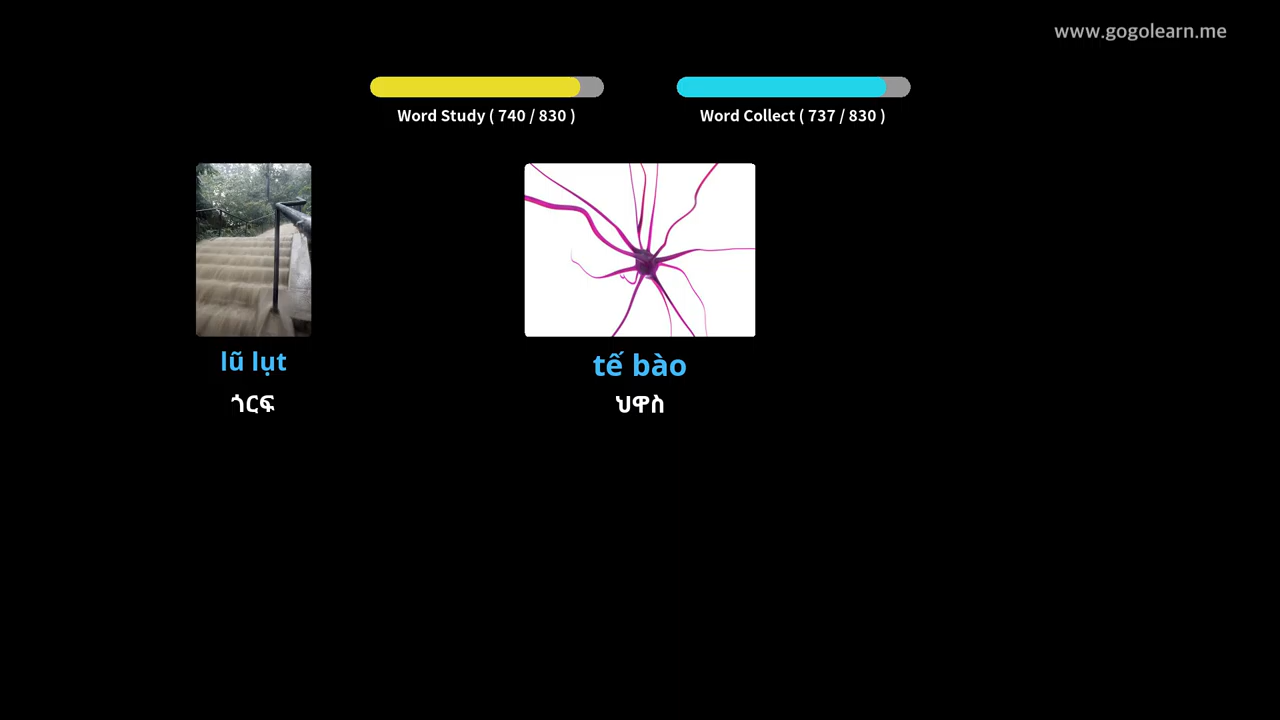 www.gogolearn.me
Word Study ( 740 / 830 )
Word Collect ( 737 / 830 )
lũ lụt
tế bào
ጎርፍ
ህዋስ